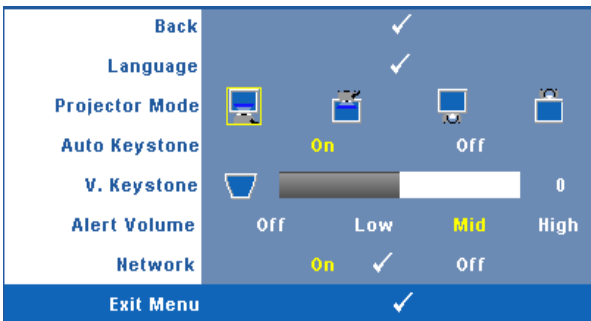 Back
Language
Projector Mode
Auto Keystone On Off
V. Keystone 0
Alert Volume Off Low Mid High
Network On Off
Exit Menu